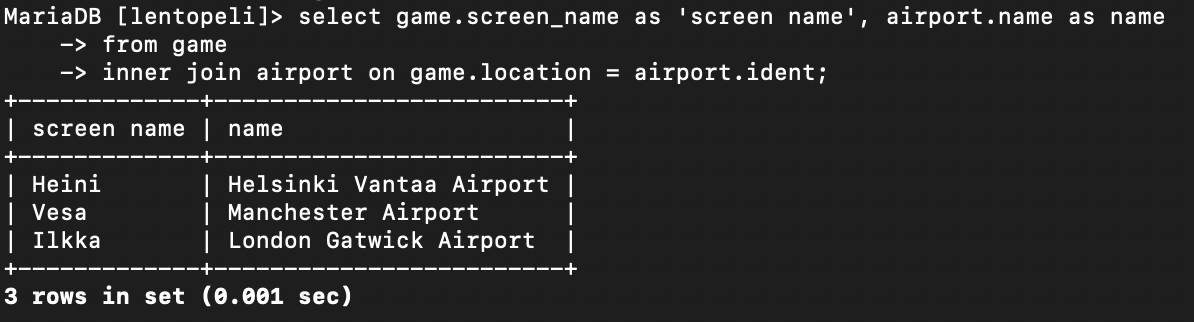 MariaDB [lentopeli]> select game.screen_name as 'screen name', airport.name as name
    -> from game
    -> inner join airport on game.location = airport.ident;
+-------------+------------------------+
| screen name | name                   |
+-------------+------------------------+
| Heini       | Helsinki Vantaa Airport |
| Vesa        | Manchester Airport      |
| Ilkka       | London Gatwick Airport  |
+-------------+------------------------+
3 rows in set (0.001 sec)